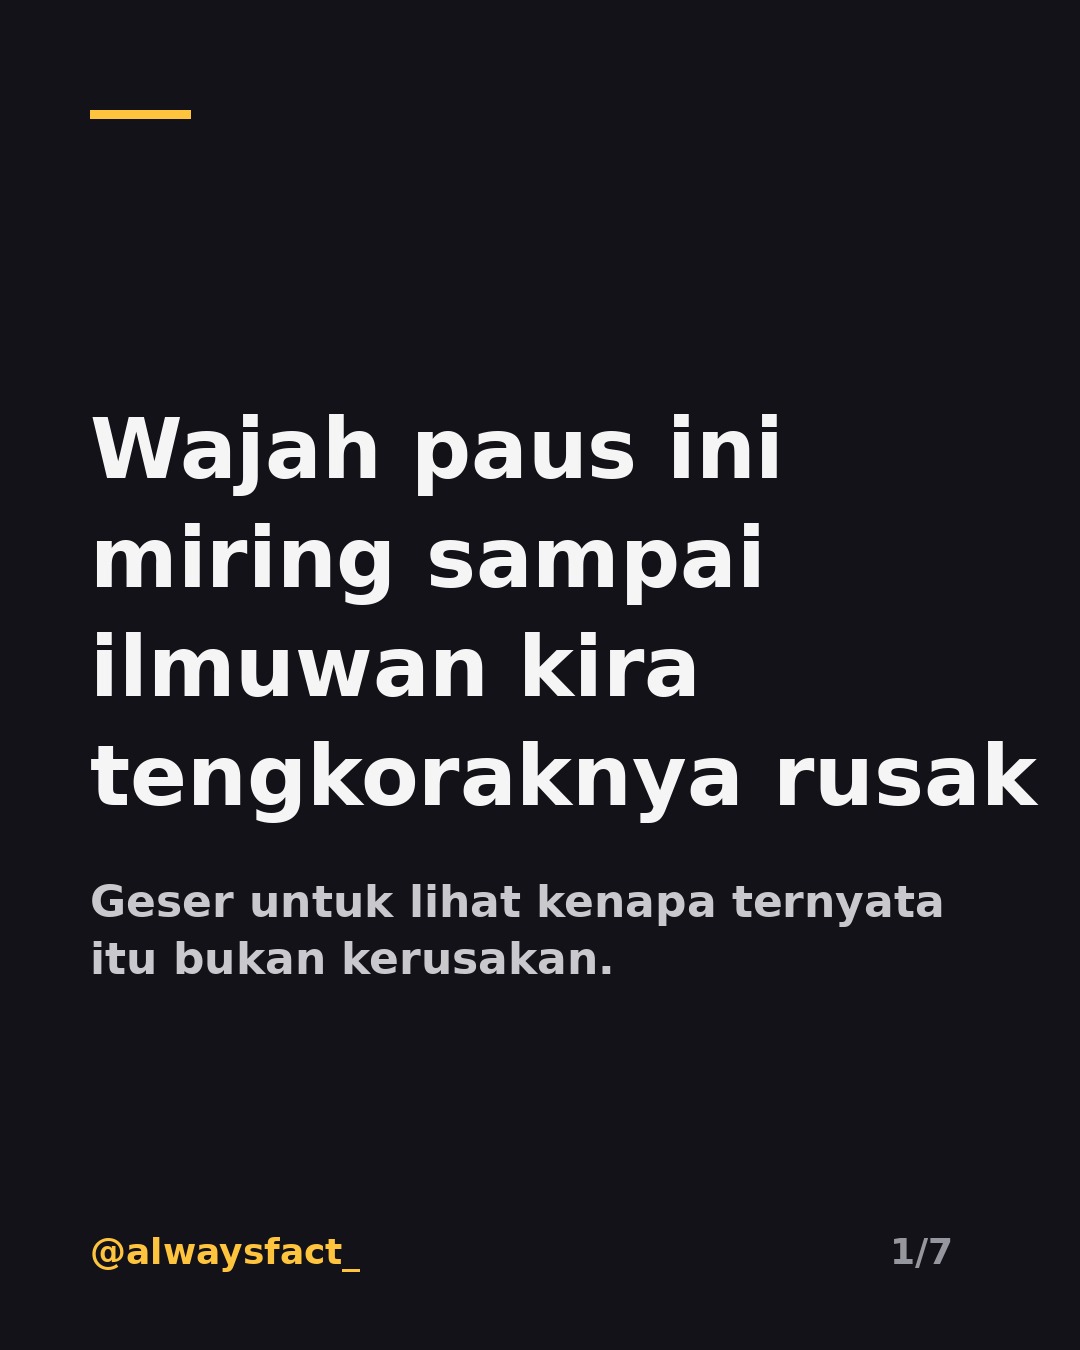 Wajah paus ini
miring sampai
ilmuwan kira
tengkoraknya rusak
Geser untuk lihat kenapa ternyata
itu bukan kerusakan.
@alwaysfact_
1/7